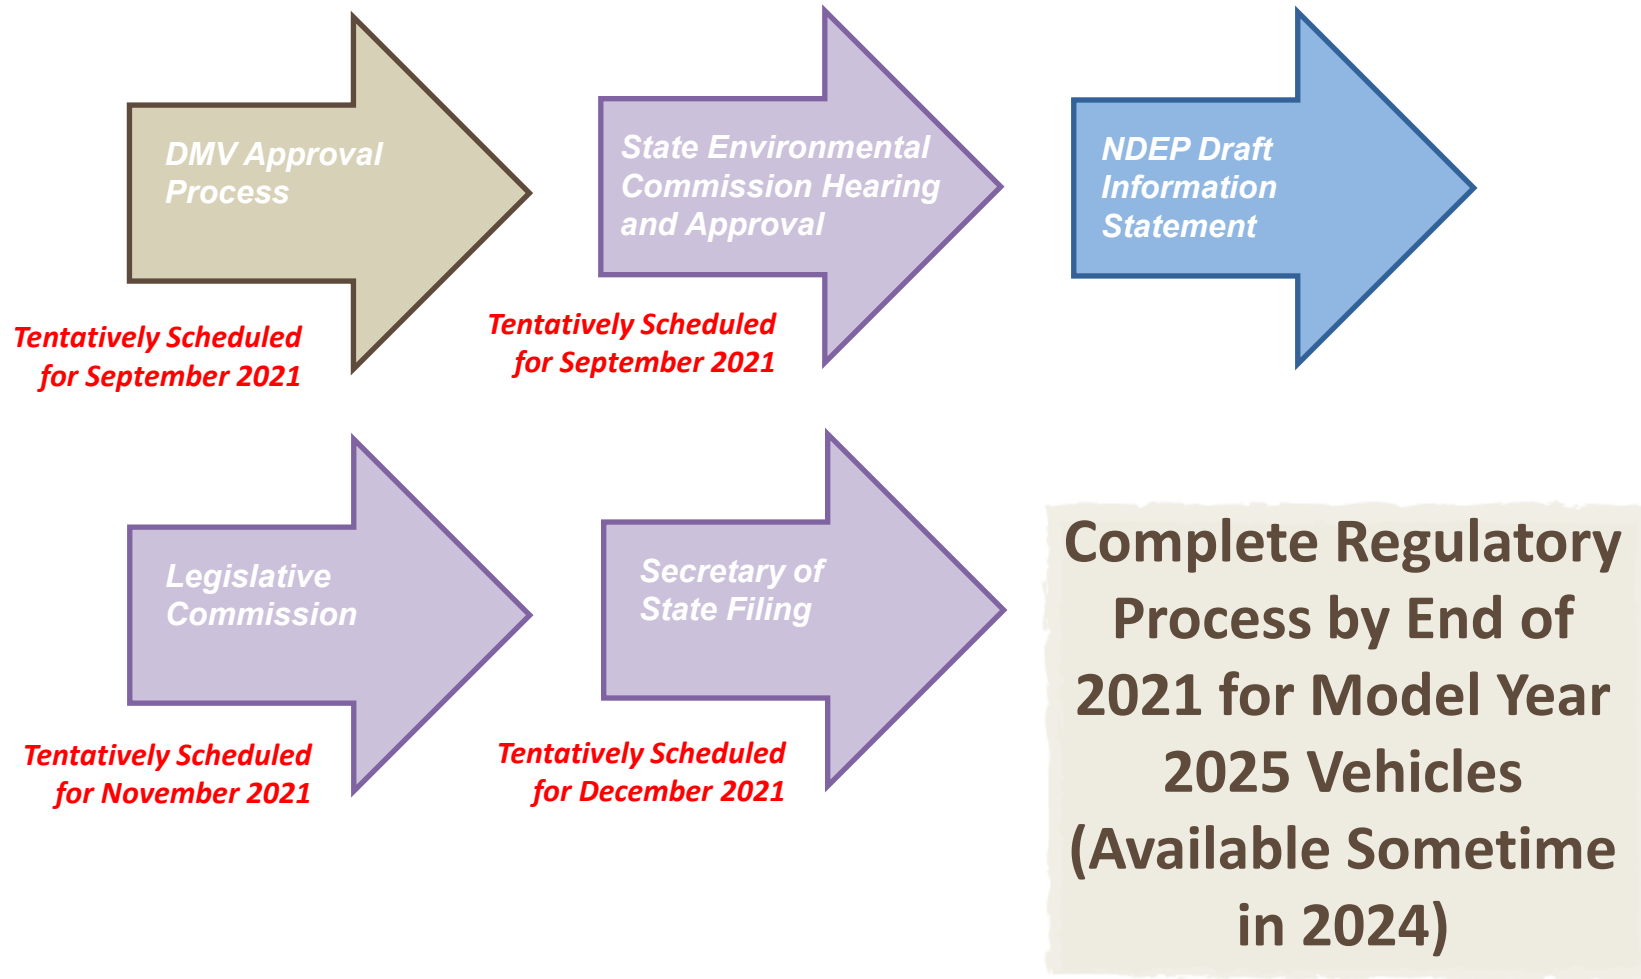 DMV Approval
Process
Tentatively Scheduled
for September 2021
State Environmental
Commission Hearing
and Approval
Tentatively Scheduled
for September 2021
NDEP Draft
Information
Statement
Legislative
Commission
Tentatively Scheduled
for November 2021
Secretary of
State Filing
Tentatively Scheduled
for December 2021
Complete Regulatory
Process by End of
2021 for Model Year
2025 Vehicles
(Available Sometime
in 2024)